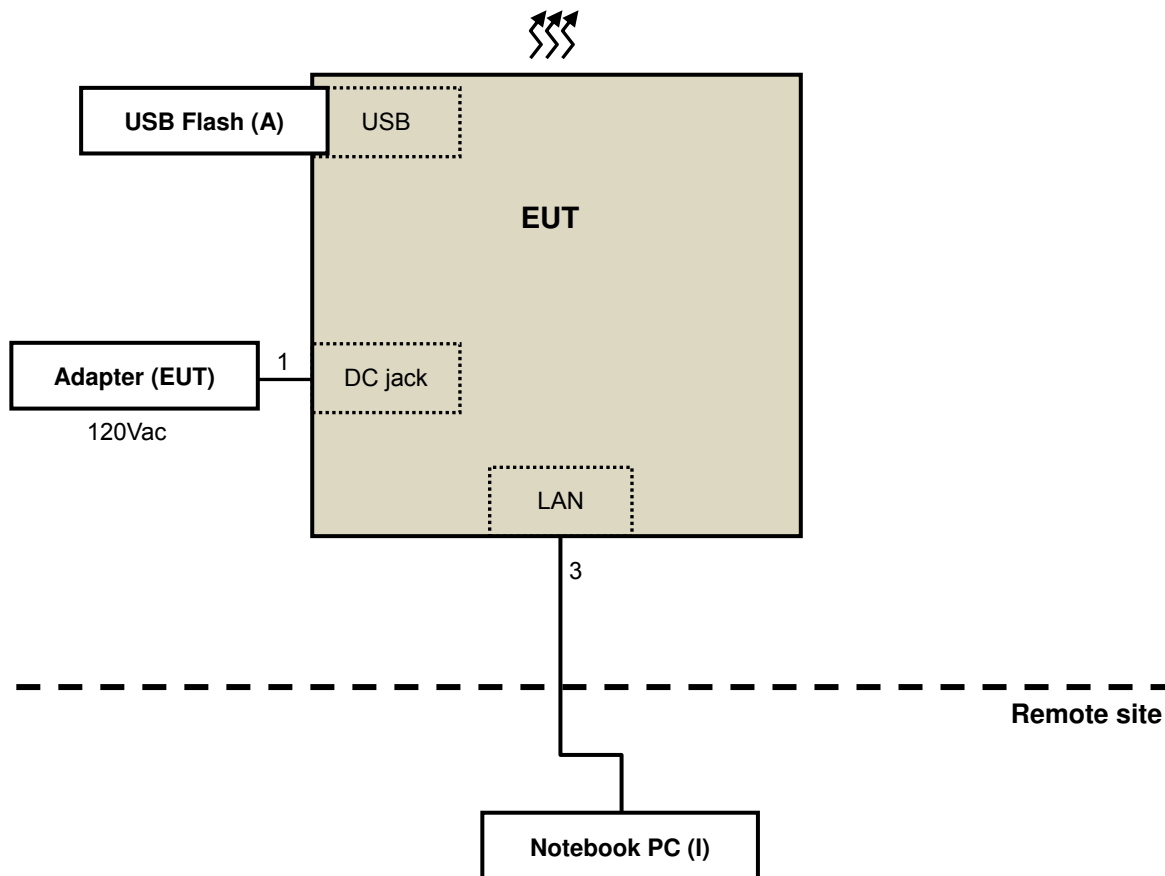 USB Flash (A)
USB
EUT
Adapter (EUT)
1
DC jack
120Vac
LAN
3
Remote site
Notebook PC (I)